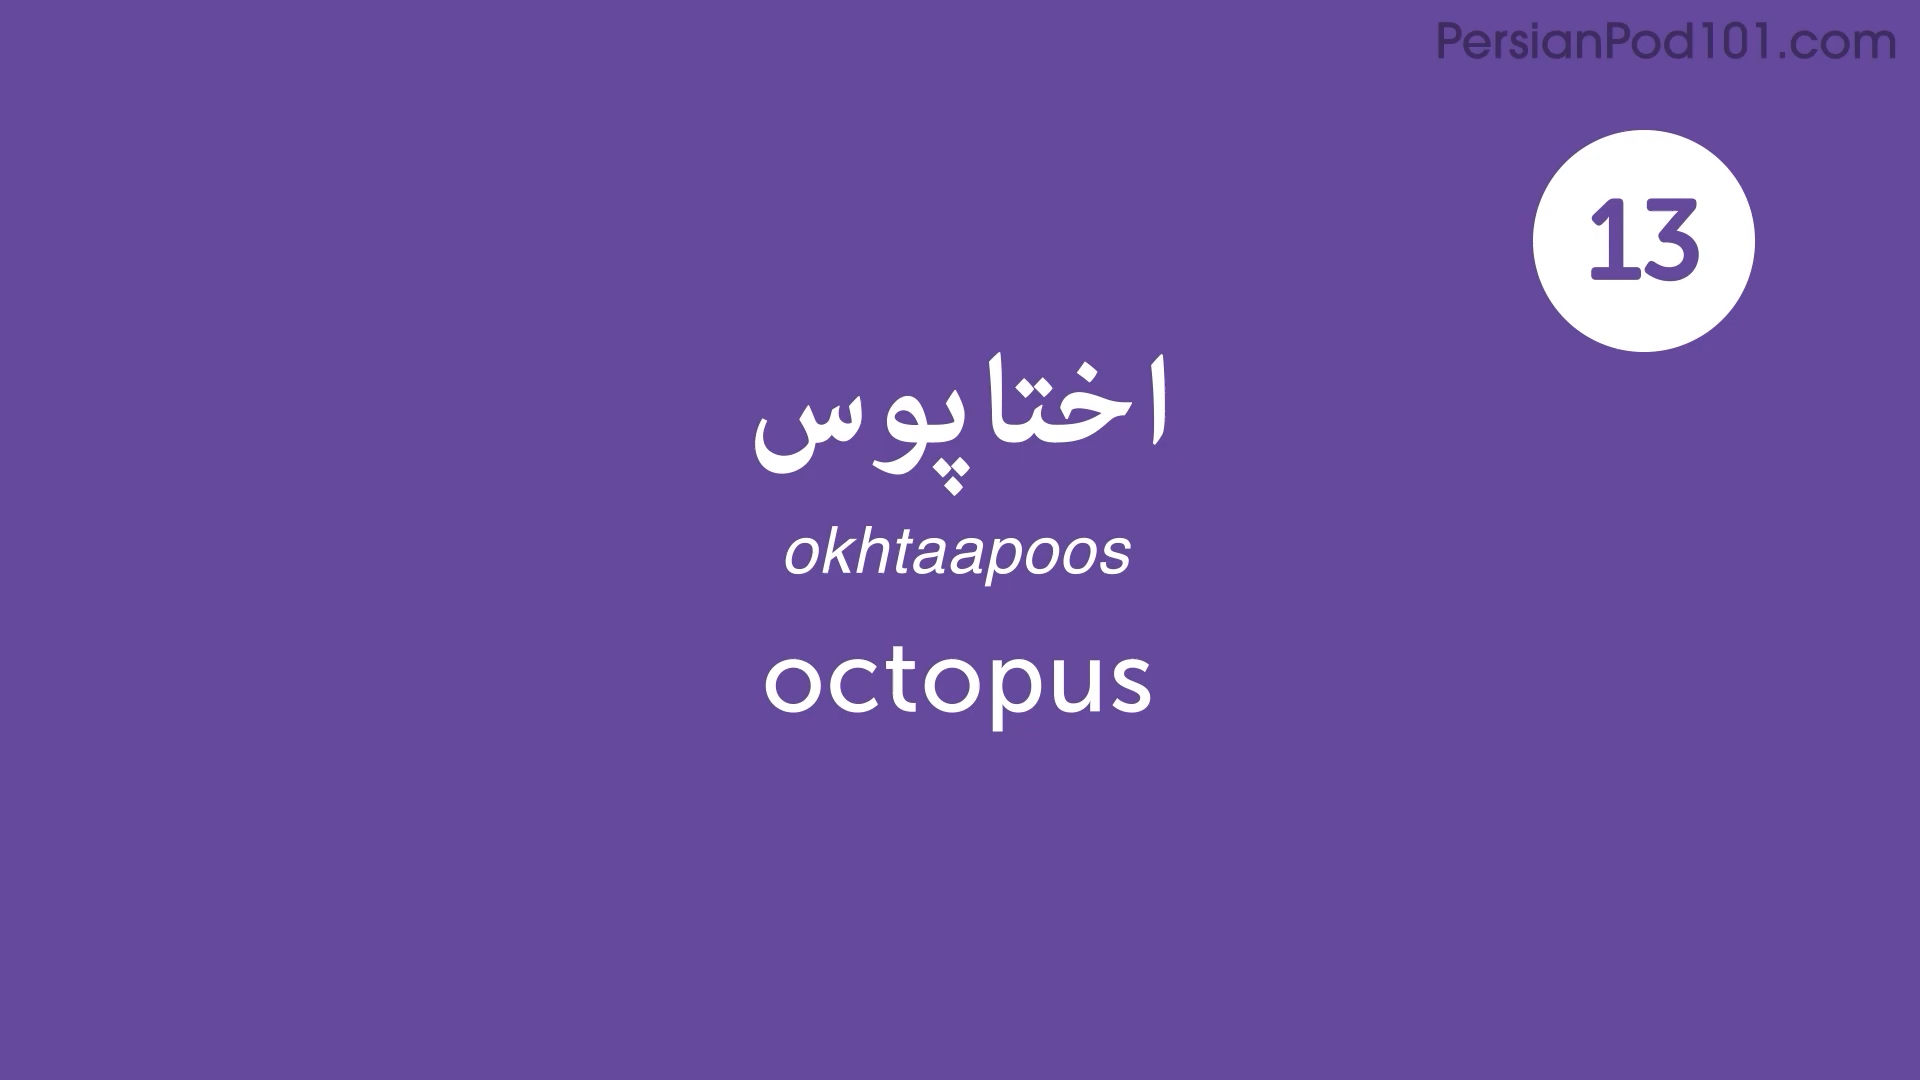 PersianPod101.com
13
اختاپوس
okhtaapoos
octopus